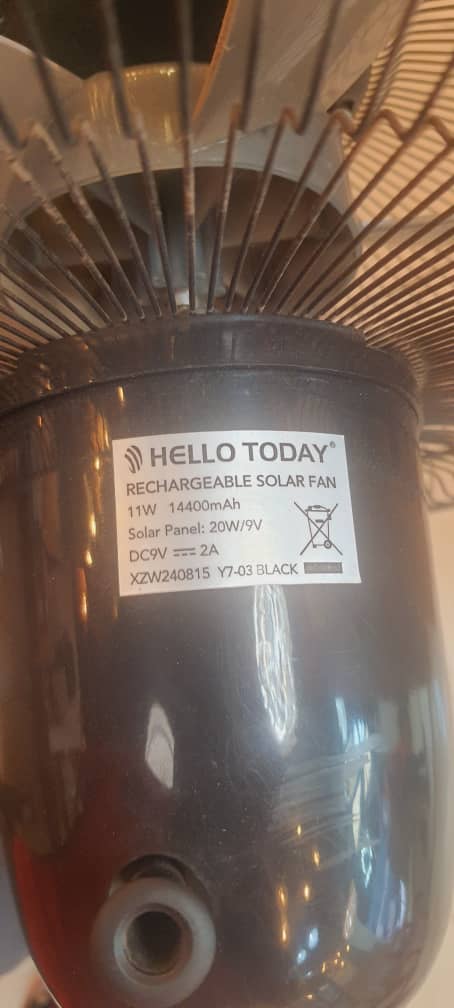 HELLO TODAY®
RECHARGEABLE SOLAR FAN
11W 14400mAh
Solar Panel: 20W/9V
DC9V ⎓ 2A
XZW240815 Y7-03 BLACK